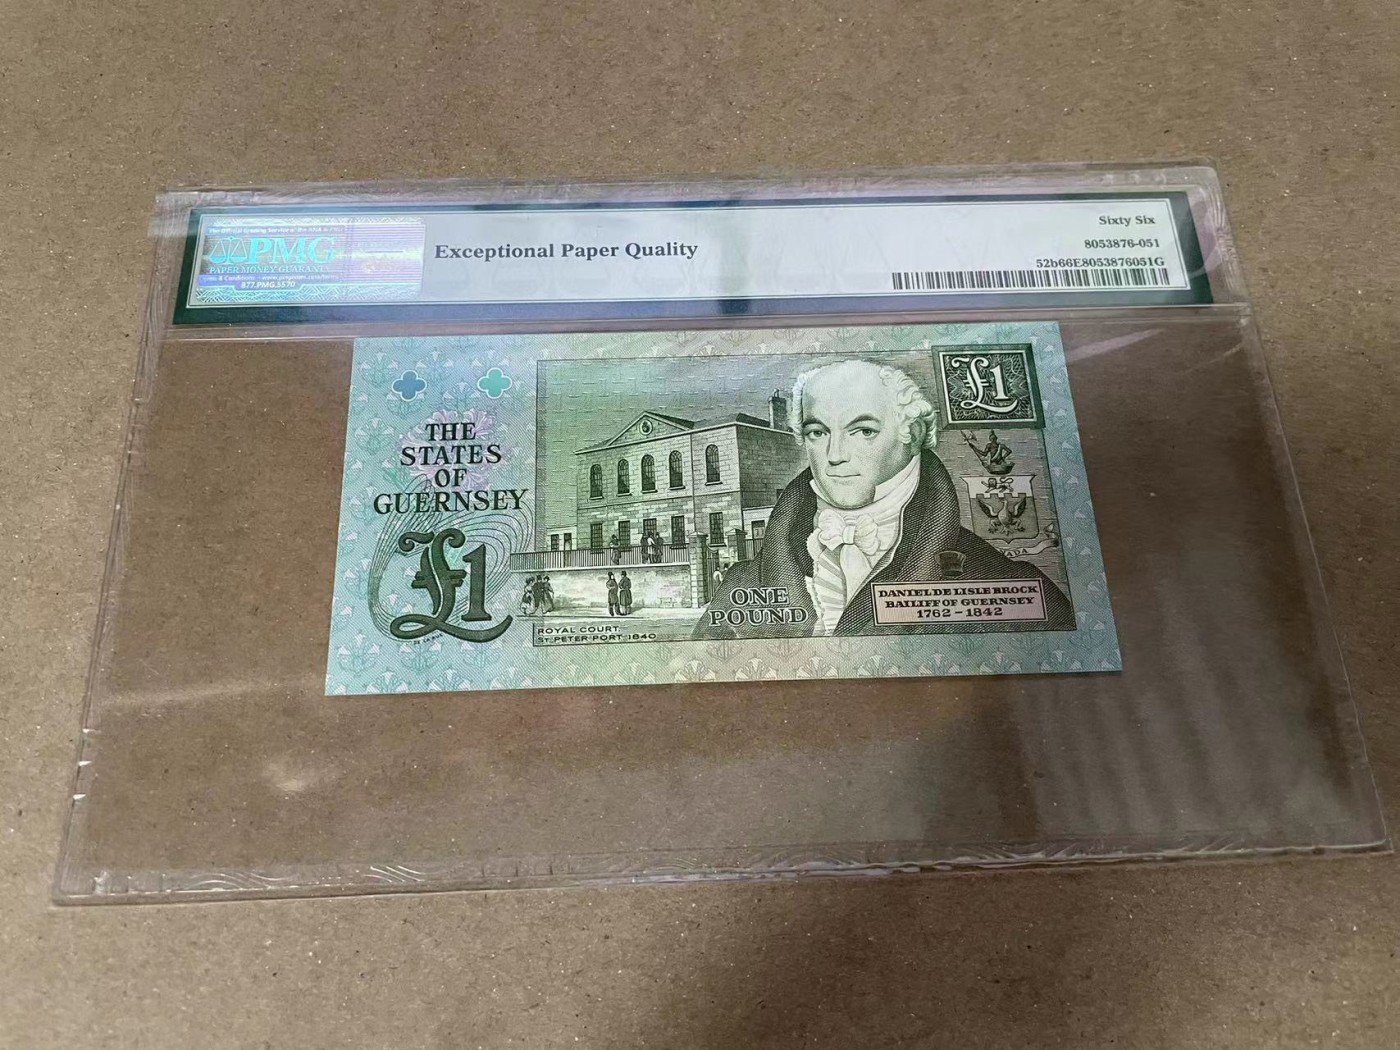 PMG
PAPER MONEY GUARANTY
877.PMG.5570
Exceptional Paper Quality
Sixty Six
8053876-051
52b66E8053876051G
THE
STATES
OF
GUERNSEY
£1
£1
ROYAL COURT,
ST PETER PORT 1840
ONE
POUND
DANIEL DE LISLE BROCK
BAILIFF OF GUERNSEY
1762 - 1842